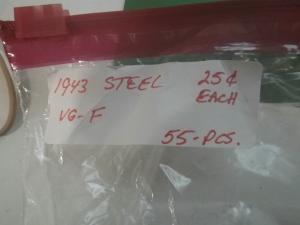 1943 STEEL 25¢
EACH
VG-F
55-PCS.